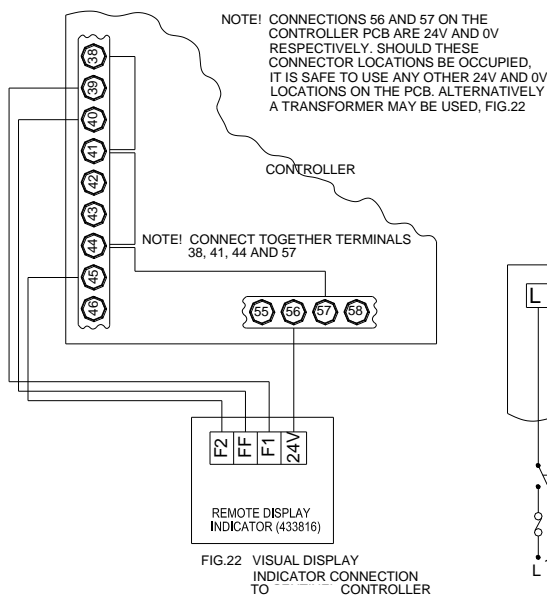 NOTE! CONNECTIONS 56 AND 57 ON THE
CONTROLLER PCB ARE 24V AND 0V
RESPECTIVELY. SHOULD THESE
CONNECTOR LOCATIONS BE OCCUPIED,
IT IS SAFE TO USE ANY OTHER 24V AND 0V
LOCATIONS ON THE PCB. ALTERNATIVELY
A TRANSFORMER MAY BE USED, FIG.22
38
39
40
41
42
43
44
45
46
CONTROLLER
NOTE! CONNECT TOGETHER TERMINALS
38, 41, 44 AND 57
55 56 57 58
L
F2 FF F1 24V
REMOTE DISPLAY
INDICATOR (433816)
L
FIG.22 VISUAL DISPLAY
INDICATOR CONNECTION
TO CONTROLLER